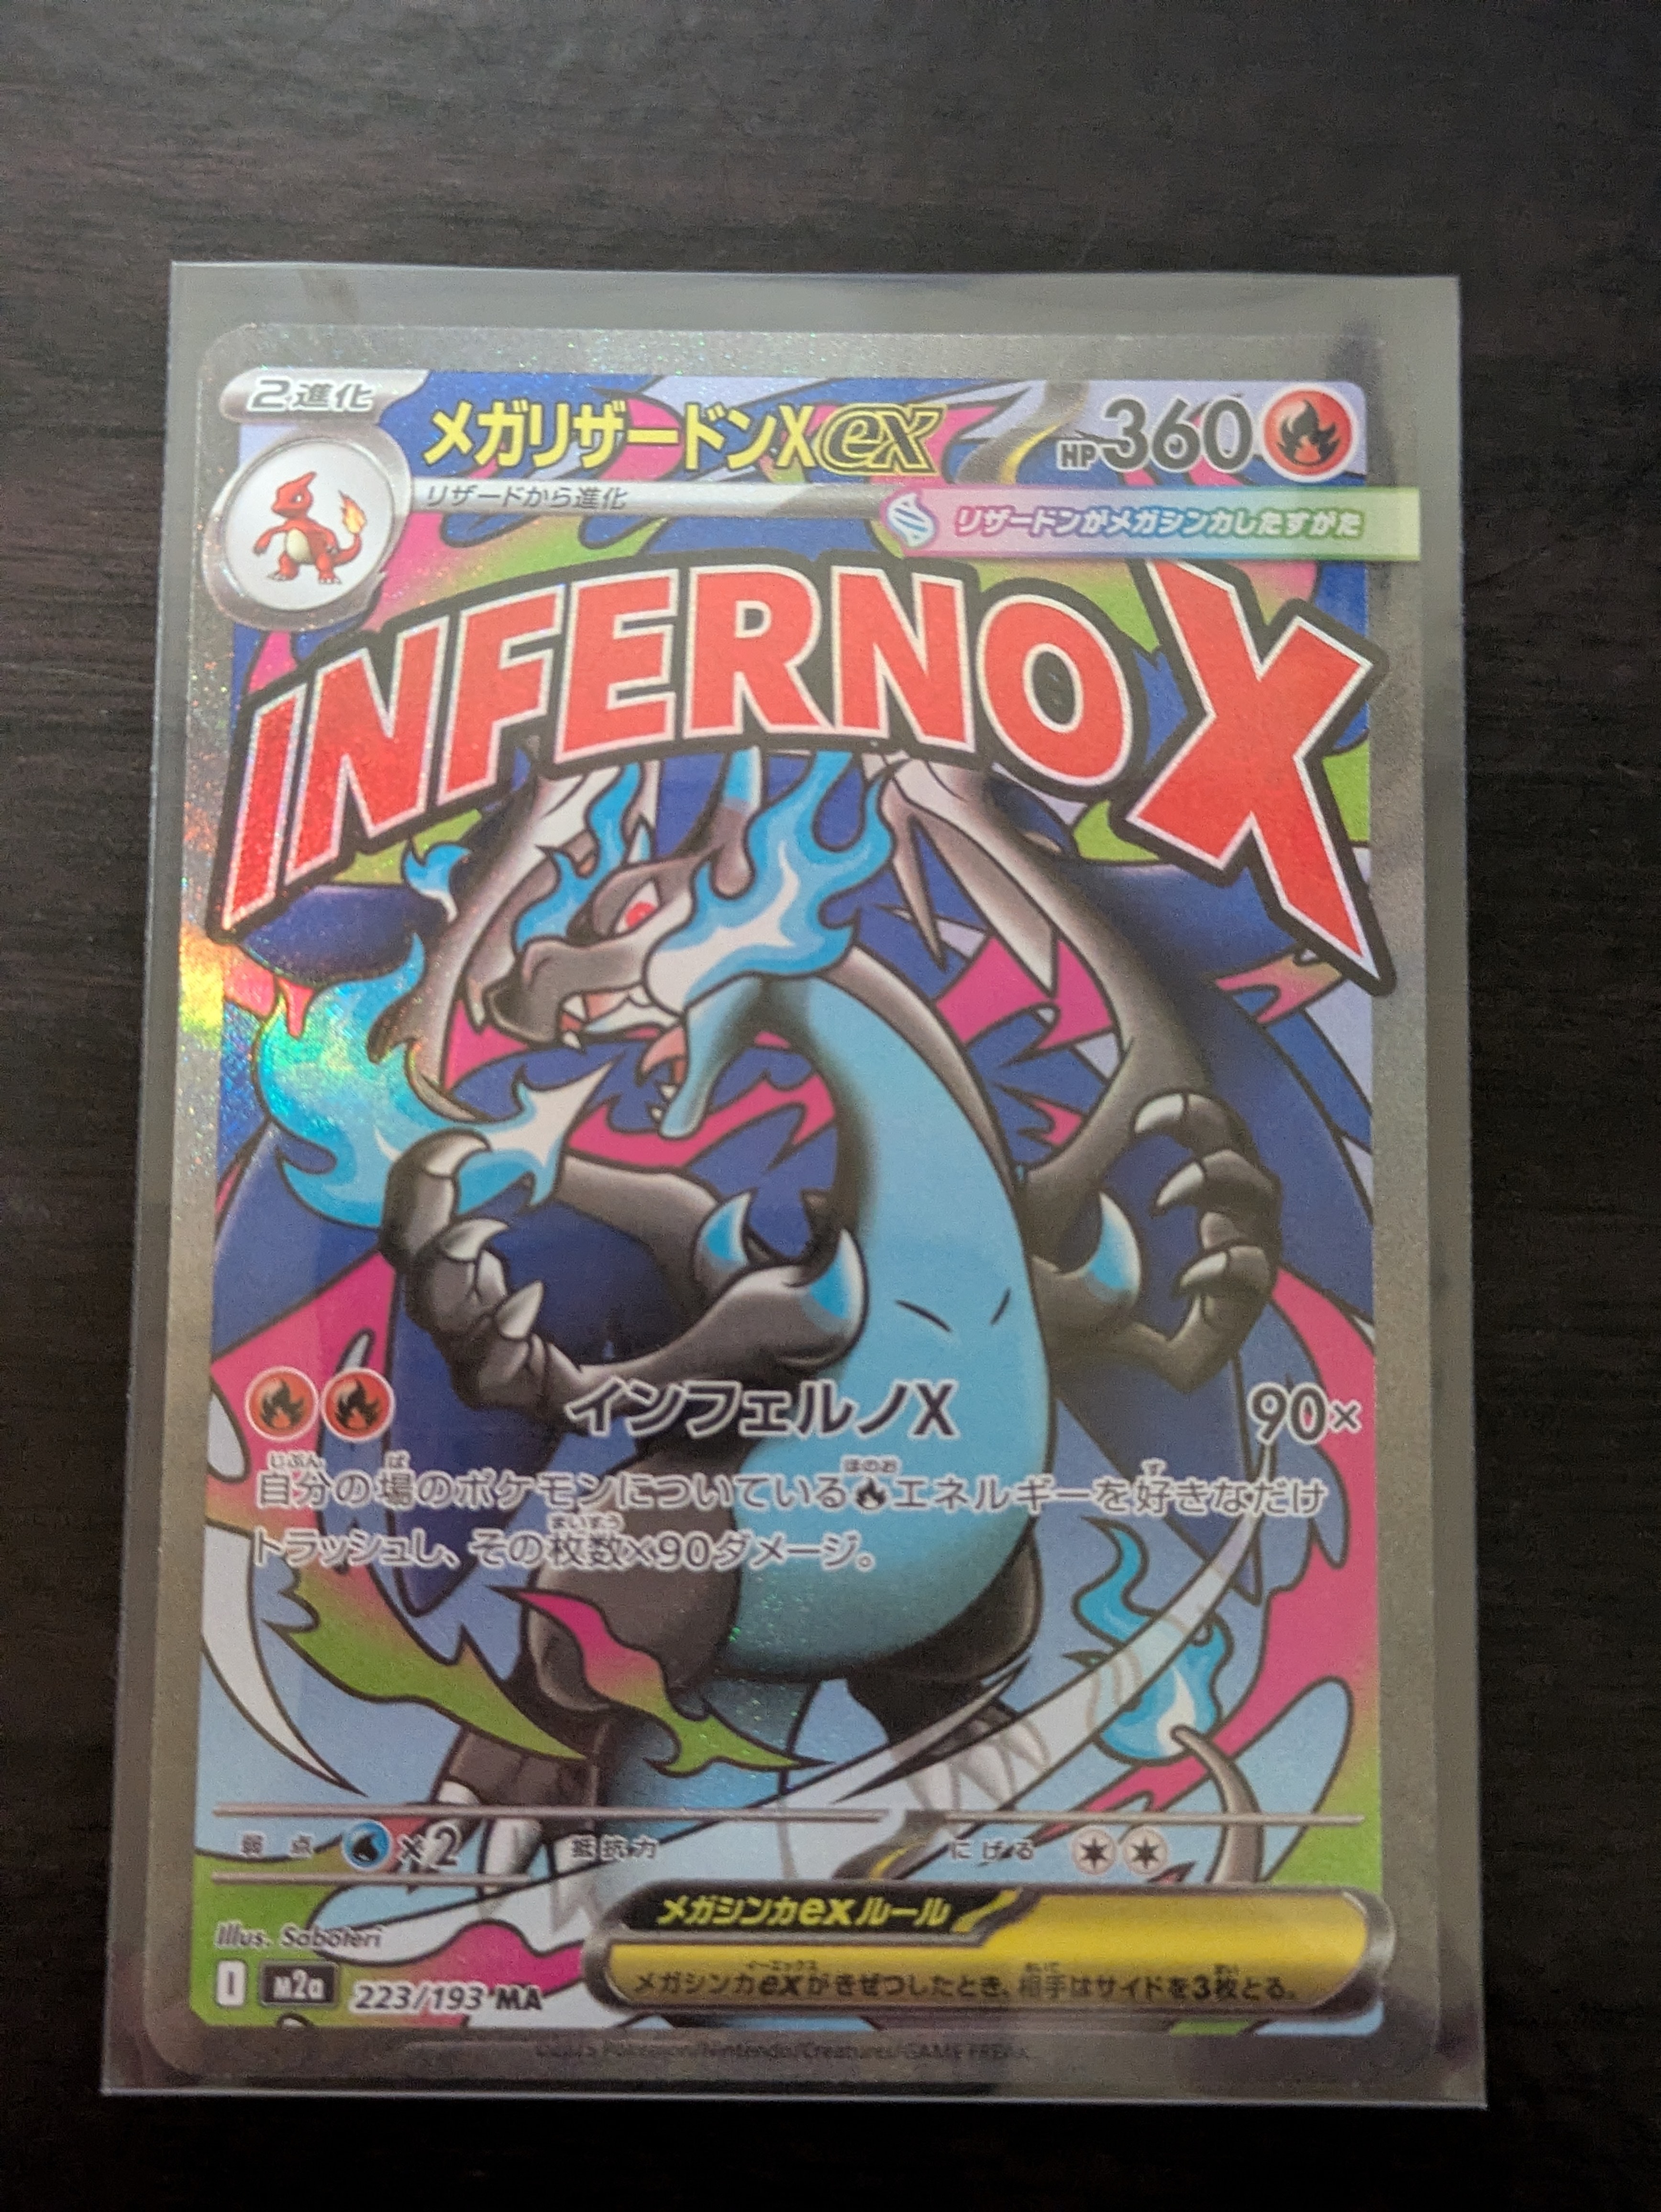 2進化
メガリザードンXex
HP360
リザードから進化
リザードンがメガシンカしたすがた
INFERNO X
インフェルノX 90×
自分の場のポケモンについているエネルギーを好きなだけ
トラッシュし、その枚数×90ダメージ。
弱点 ×2 抵抗力 にげる
メガシンカexルール
メガシンカexがきぜつしたとき、相手はサイドを3枚とる。
Illus. Saboteri
I M2a 223/193 MA
©2025 Pokémon/Nintendo/Creatures/GAME FREAK